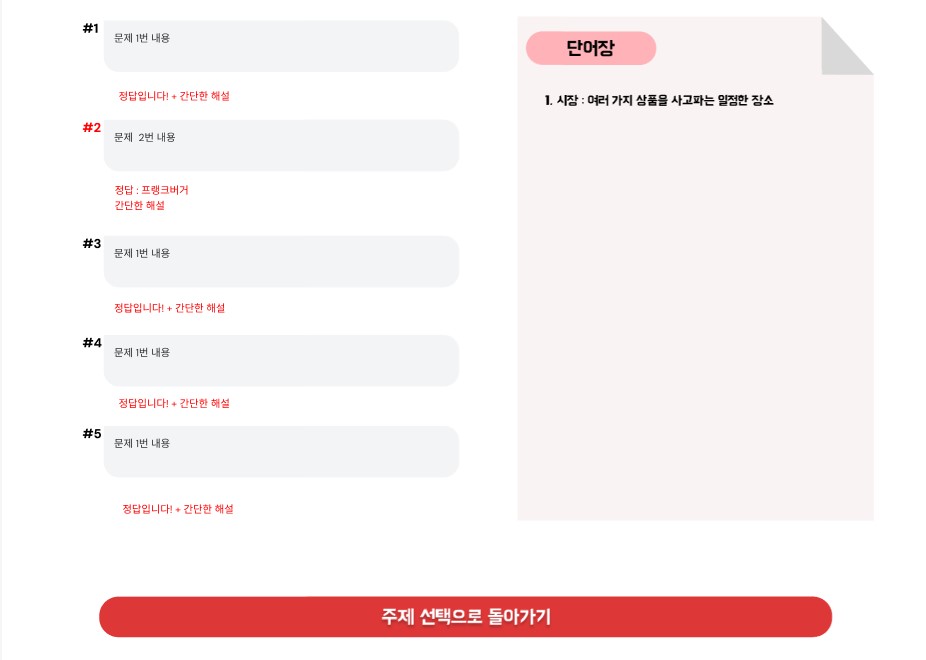 #1
문제 1번 내용
정답입니다! + 간단한 해설
#2
문제 2번 내용
정답 : 프랭크버거
간단한 해설
#3
문제 1번 내용
정답입니다! + 간단한 해설
#4
문제 1번 내용
정답입니다! + 간단한 해설
#5
문제 1번 내용
정답입니다! + 간단한 해설
단어장
1. 시장 : 여러 가지 상품을 사고파는 일정한 장소
주제 선택으로 돌아가기